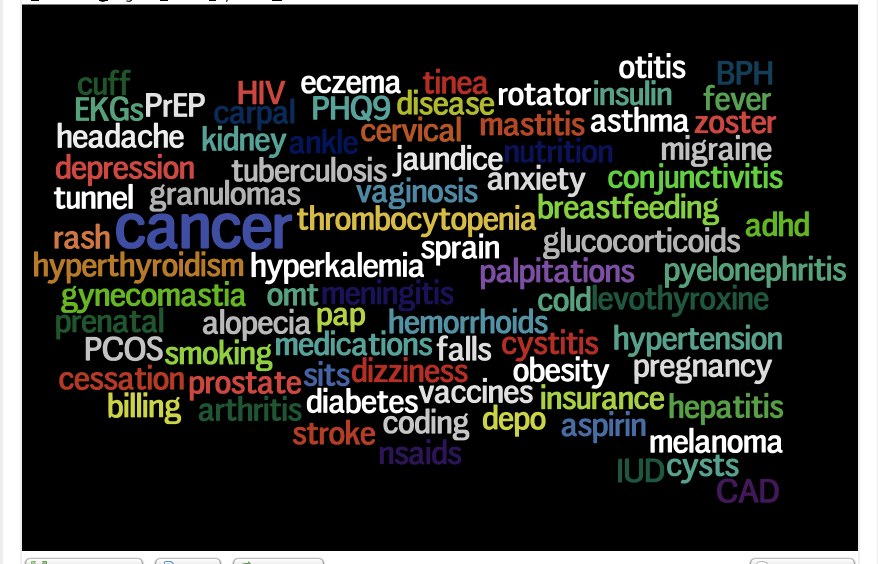 otitis
cuff HIV eczema tinea BPH
EKGs PrEP carpal PHQ9 disease rotator insulin fever
headache kidney ankle cervical mastitis asthma zoster
depression tuberculosis jaundice nutrition migraine
tunnel granulomas vaginosis anxiety conjunctivitis
rash cancer thrombocytopenia breastfeeding adhd
sprain glucocorticoids
hyperthyroidism hyperkalemia palpitations pyelonephritis
gynecomastia omt meningitis cold levothyroxine
prenatal alopecia pap hemorrhoids
PCOS smoking medications falls cystitis hypertension
cessation prostate sits dizziness obesity pregnancy
billing arthritis diabetes vaccines insurance hepatitis
stroke coding depo aspirin
nsaids melanoma
IUD cysts
CAD